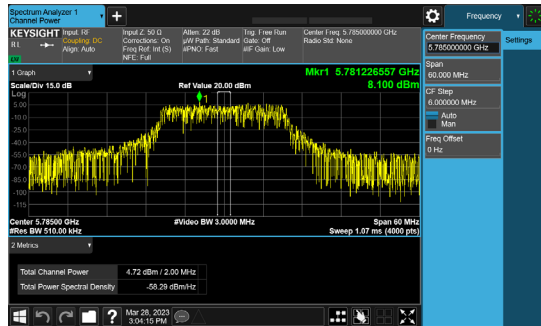 Spectrum Analyzer 1
Channel Power
+
Frequency
KEYSIGHT
RL
Input: RF
Coupling: DC
Align: Auto
Input Z: 50 Ω
Corrections: On
Freq Ref: Int (S)
NFE: Full
Atten: 22 dB
µW Path: Standard
#PNO: Fast
Trig: Free Run
Gate: Off
#IF Gain: Low
Center Freq: 5.785000000 GHz
Radio Std: None
Center Frequency
5.785000000 GHz
Settings
Span
60.000 MHz
CF Step
6.000000 MHz
Auto
Man
Freq Offset
0 Hz
1 Graph
Mkr1 5.781226557 GHz
Scale/Div 15.0 dB
Ref Value 20.00 dBm
8.100 dBm
Log
1
5.00
-10.0
-25.0
-40.0
-55.0
-70.0
-85.0
-100
-115
Center 5.78500 GHz
#Video BW 3.0000 MHz
Span 60 MHz
#Res BW 510.00 kHz
Sweep 1.07 ms (4000 pts)
2 Metrics
Total Channel Power
4.72 dBm / 2.00 MHz
Total Power Spectral Density
-58.29 dBm/Hz
?
Mar 28, 2023
3:04:15 PM